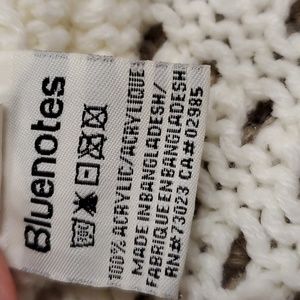 Bluenotes
100% ACRYLIC/ACRYLIQUE
MADE IN BANGLADESH/
FABRIQUE EN BANGLADESH
RN#73023 CA#02985